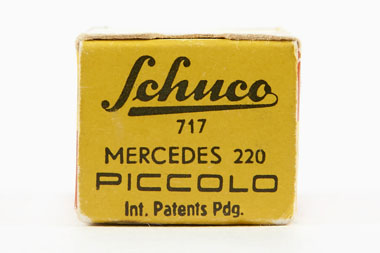 Schuco
717
MERCEDES 220
PICCOLO
Int. Patents Pdg.